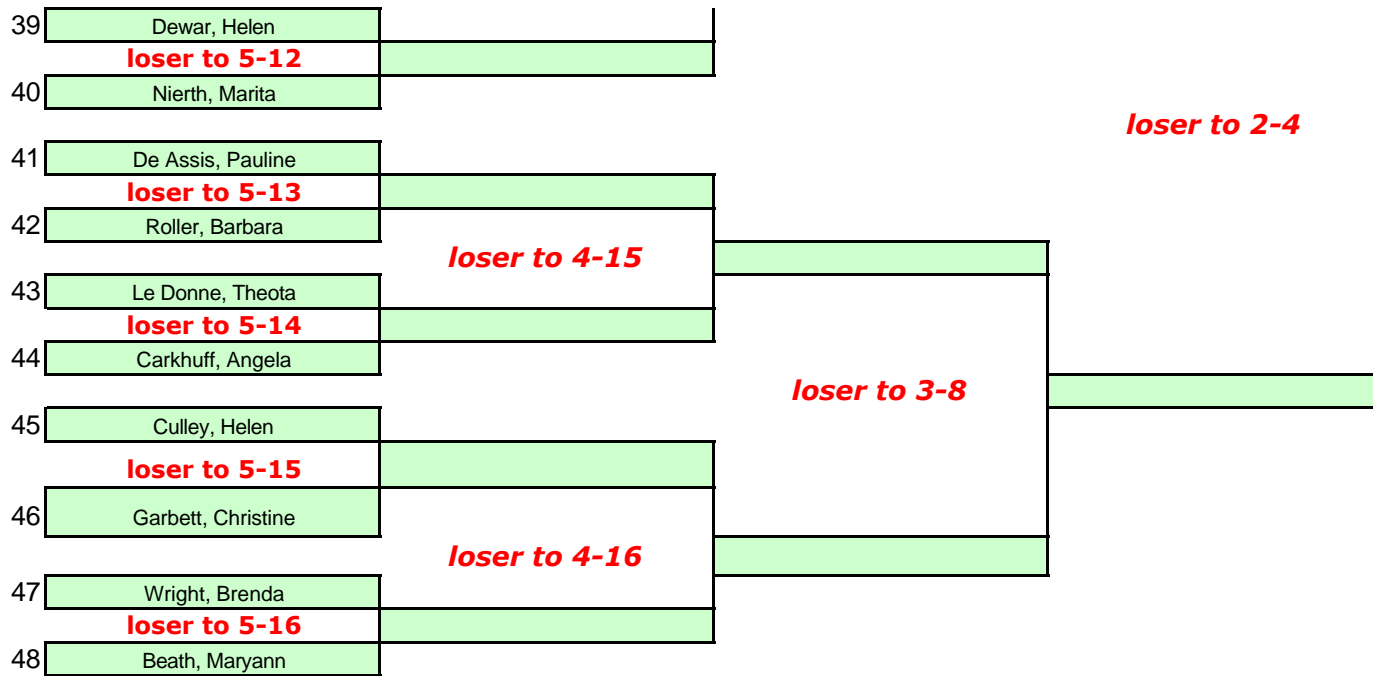 39 Dewar, Helen
loser to 5-12
40 Nierth, Marita
loser to 2-4
41 De Assis, Pauline
loser to 5-13
42 Roller, Barbara
loser to 4-15
43 Le Donne, Theota
loser to 5-14
44 Carkhuff, Angela
loser to 3-8
45 Culley, Helen
loser to 5-15
46 Garbett, Christine
loser to 4-16
47 Wright, Brenda
loser to 5-16
48 Beath, Maryann